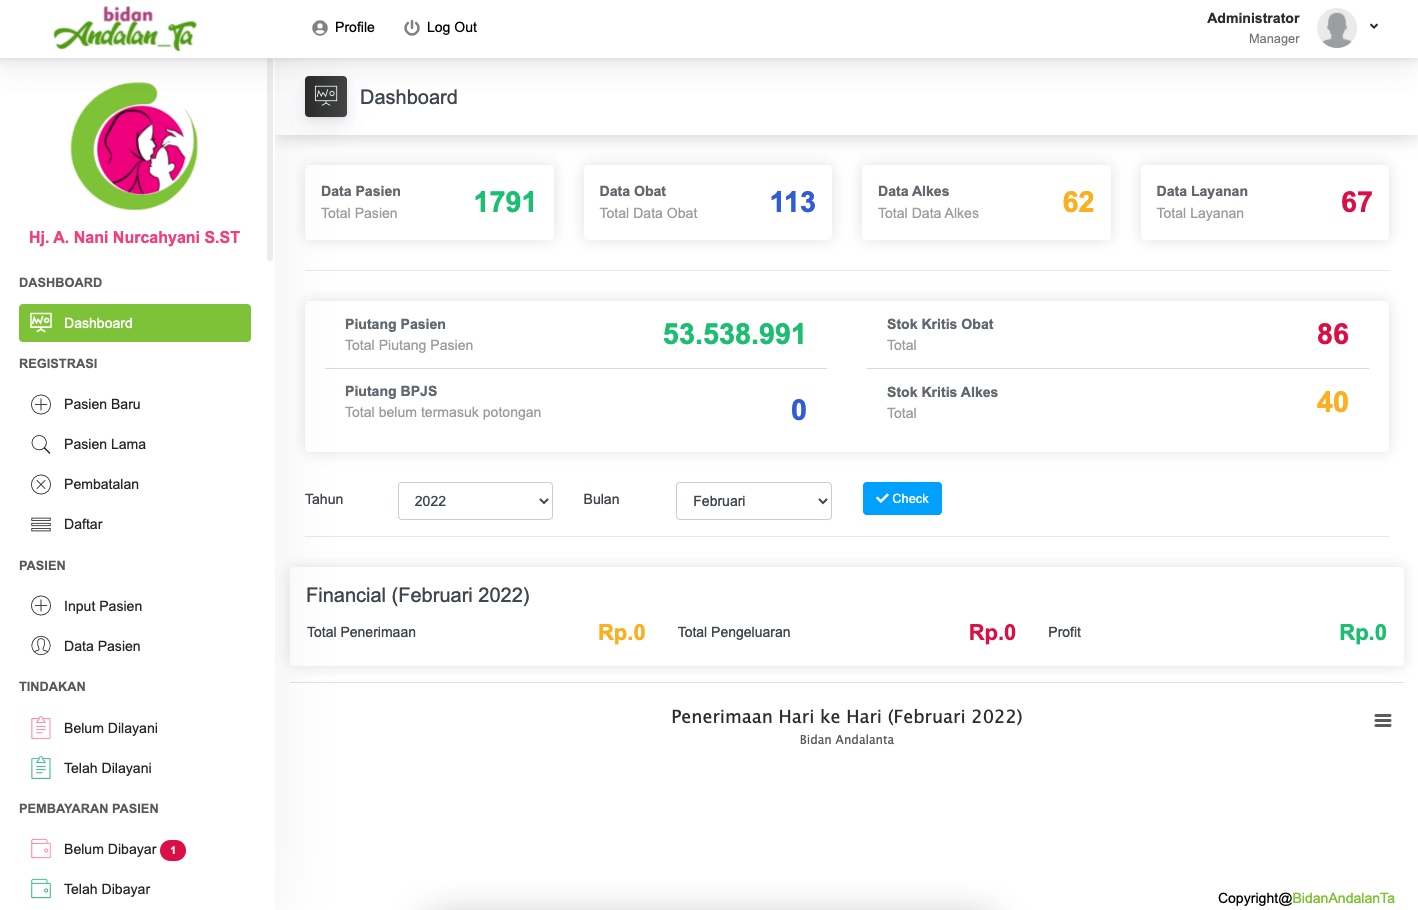 bidan
Andalan_Ta
Profile
Log Out
Administrator
Manager
Hj. A. Nani Nurcahyani S.ST
DASHBOARD
Dashboard
REGISTRASI
Pasien Baru
Pasien Lama
Pembatalan
Daftar
PASIEN
Input Pasien
Data Pasien
TINDAKAN
Belum Dilayani
Telah Dilayani
PEMBAYARAN PASIEN
Belum Dibayar 1
Telah Dibayar
Dashboard
Data Pasien
Total Pasien
1791
Data Obat
Total Data Obat
113
Data Alkes
Total Data Alkes
62
Data Layanan
Total Layanan
67
Piutang Pasien
Total Piutang Pasien
53.538.991
Piutang BPJS
Total belum termasuk potongan
0
Stok Kritis Obat
Total
86
Stok Kritis Alkes
Total
40
Tahun
2022
Bulan
Februari
Check
Financial (Februari 2022)
Total Penerimaan
Rp.0
Total Pengeluaran
Rp.0
Profit
Rp.0
Penerimaan Hari ke Hari (Februari 2022)
Bidan Andalanta
Copyright@BidanAndalanTa